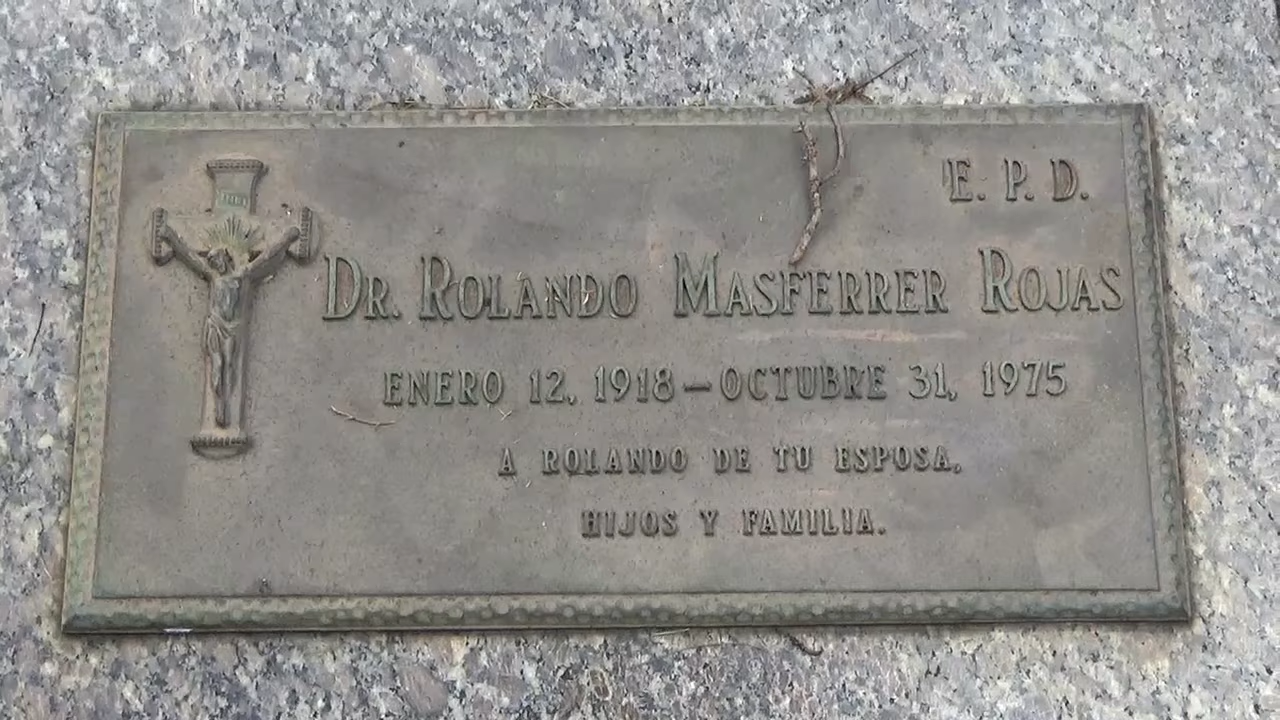 E. P. D.
DR. ROLANDO MASFERRER ROJAS
ENERO 12, 1918 — OCTUBRE 31, 1975
A ROLANDO DE TU ESPOSA,
HIJOS Y FAMILIA.